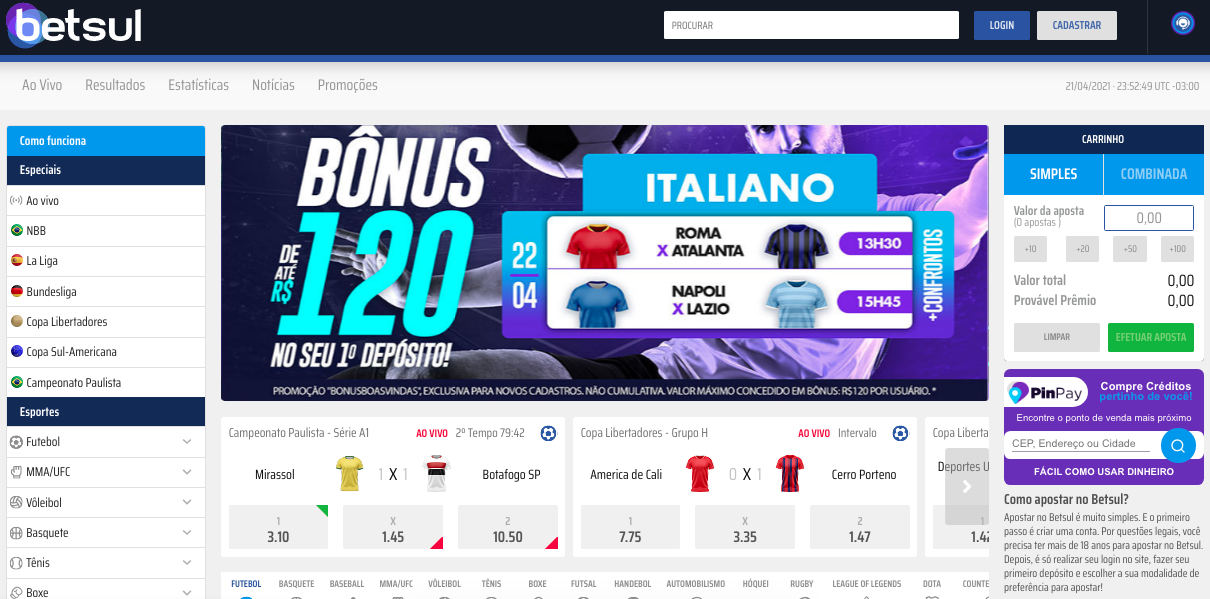 betsul
PROCURAR
LOGIN
CADASTRAR
Ao Vivo
Resultados
Estatísticas
Notícias
Promoções
21/04/2021 - 23:52:49 UTC -03:00
Como funciona
Especiais
Ao vivo
NBB
La Liga
Bundesliga
Copa Libertadores
Copa Sul-Americana
Campeonato Paulista
Esportes
Futebol
MMA/UFC
Vôleibol
Basquete
Tênis
Boxe
BÔNUS
DE
ATÉ
R$
120
NO SEU 1º DEPÓSITO!
ITALIANO
22
04
ROMA
X ATALANTA
13H30
NAPOLI
X LAZIO
15H45
+CONFRONTOS
PROMOÇÃO "BONUSBOASVINDAS", EXCLUSIVA PARA NOVOS CADASTROS. NÃO CUMULATIVA. VALOR MÁXIMO CONCEDIDO EM BÔNUS: R$ 120 POR USUÁRIO. *
Campeonato Paulista - Série A1
AO VIVO
2º Tempo 79:42
Mirassol
1 X 1
Botafogo SP
1
3.10
X
1.45
2
10.50
Copa Libertadores - Grupo H
AO VIVO
Intervalo
America de Cali
0 X 1
Cerro Porteno
1
7.75
X
3.35
2
1.47
Copa Liberta
Deportes U
1
1.42
FUTEBOL
BASQUETE
BASEBALL
MMA/UFC
VÔLEIBOL
TÊNIS
BOXE
FUTSAL
HANDEBOL
AUTOMOBILISMO
HÓQUEI
RUGBY
LEAGUE OF LEGENDS
DOTA
COUNTE
CARRINHO
SIMPLES
COMBINADA
Valor da aposta
(0 apostas )
0,00
+10
+20
+50
+100
Valor total
0,00
Provável Prêmio
0,00
LIMPAR
EFETUAR APOSTA
PinPay
Compre Créditos
pertinho de você!
Encontre o ponto de venda mais próximo
CEP, Endereço ou Cidade
FÁCIL COMO USAR DINHEIRO
Como apostar no Betsul?
Apostar no Betsul é muito simples. E o primeiro
passo é criar uma conta. Por questões legais, você
precisa ter mais de 18 anos para apostar no Betsul.
Depois, é só realizar seu login no site, fazer seu
primeiro depósito e escolher a sua modalidade de
preferência para apostar!